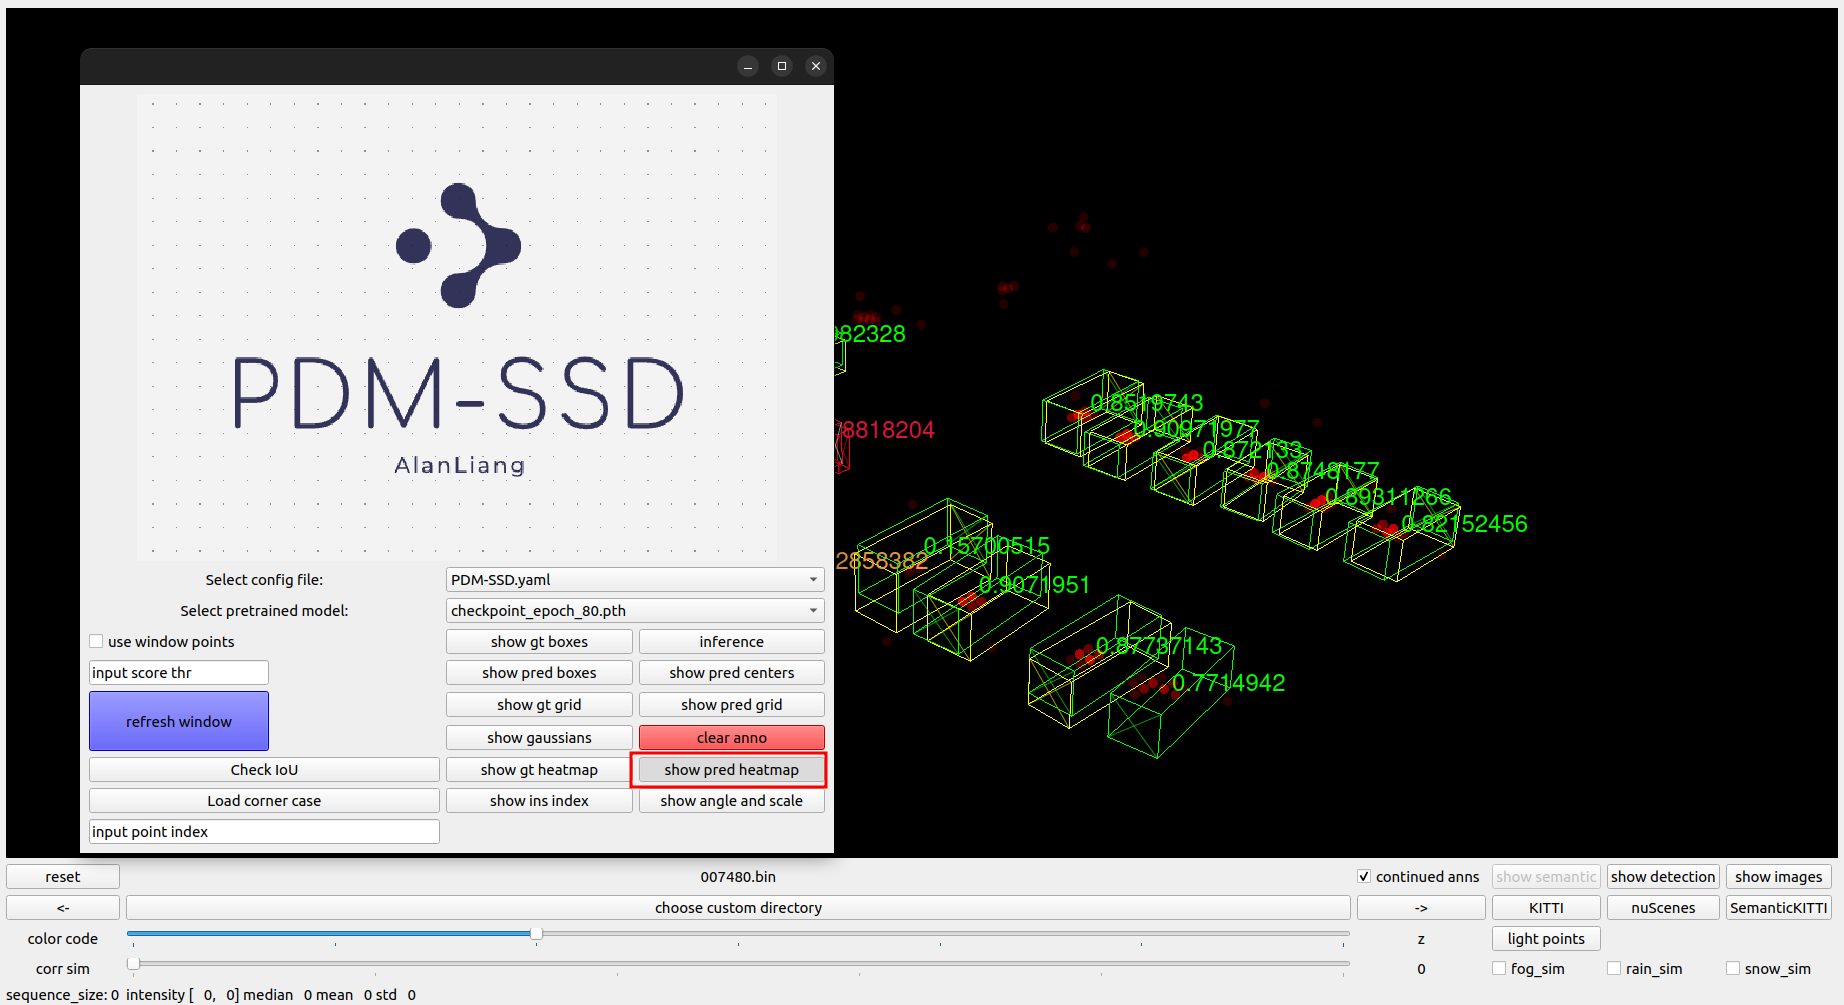 PDM-SSD
AlanLiang
Select config file: PDM-SSD.yaml
Select pretrained model: checkpoint_epoch_80.pth
use window points
show gt boxes inference
input score thr
show pred boxes show pred centers
refresh window
show gt grid show pred grid
show gaussians clear anno
Check IoU
show gt heatmap show pred heatmap
Load corner case
show ins index show angle and scale
input point index
82328
8818204
2858382
0.8519743
0.90971977
0.872133
0.8748177
0.89311266
0.82152456
0.15700515
0.9071951
0.87737143
0.7714942
reset 007480.bin continued anns show semantic show detection show images
<- choose custom directory -> KITTI nuScenes SemanticKITTI
color code z light points
corr sim 0 fog_sim rain_sim snow_sim
sequence_size: 0 intensity [ 0, 0] median 0 mean 0 std 0